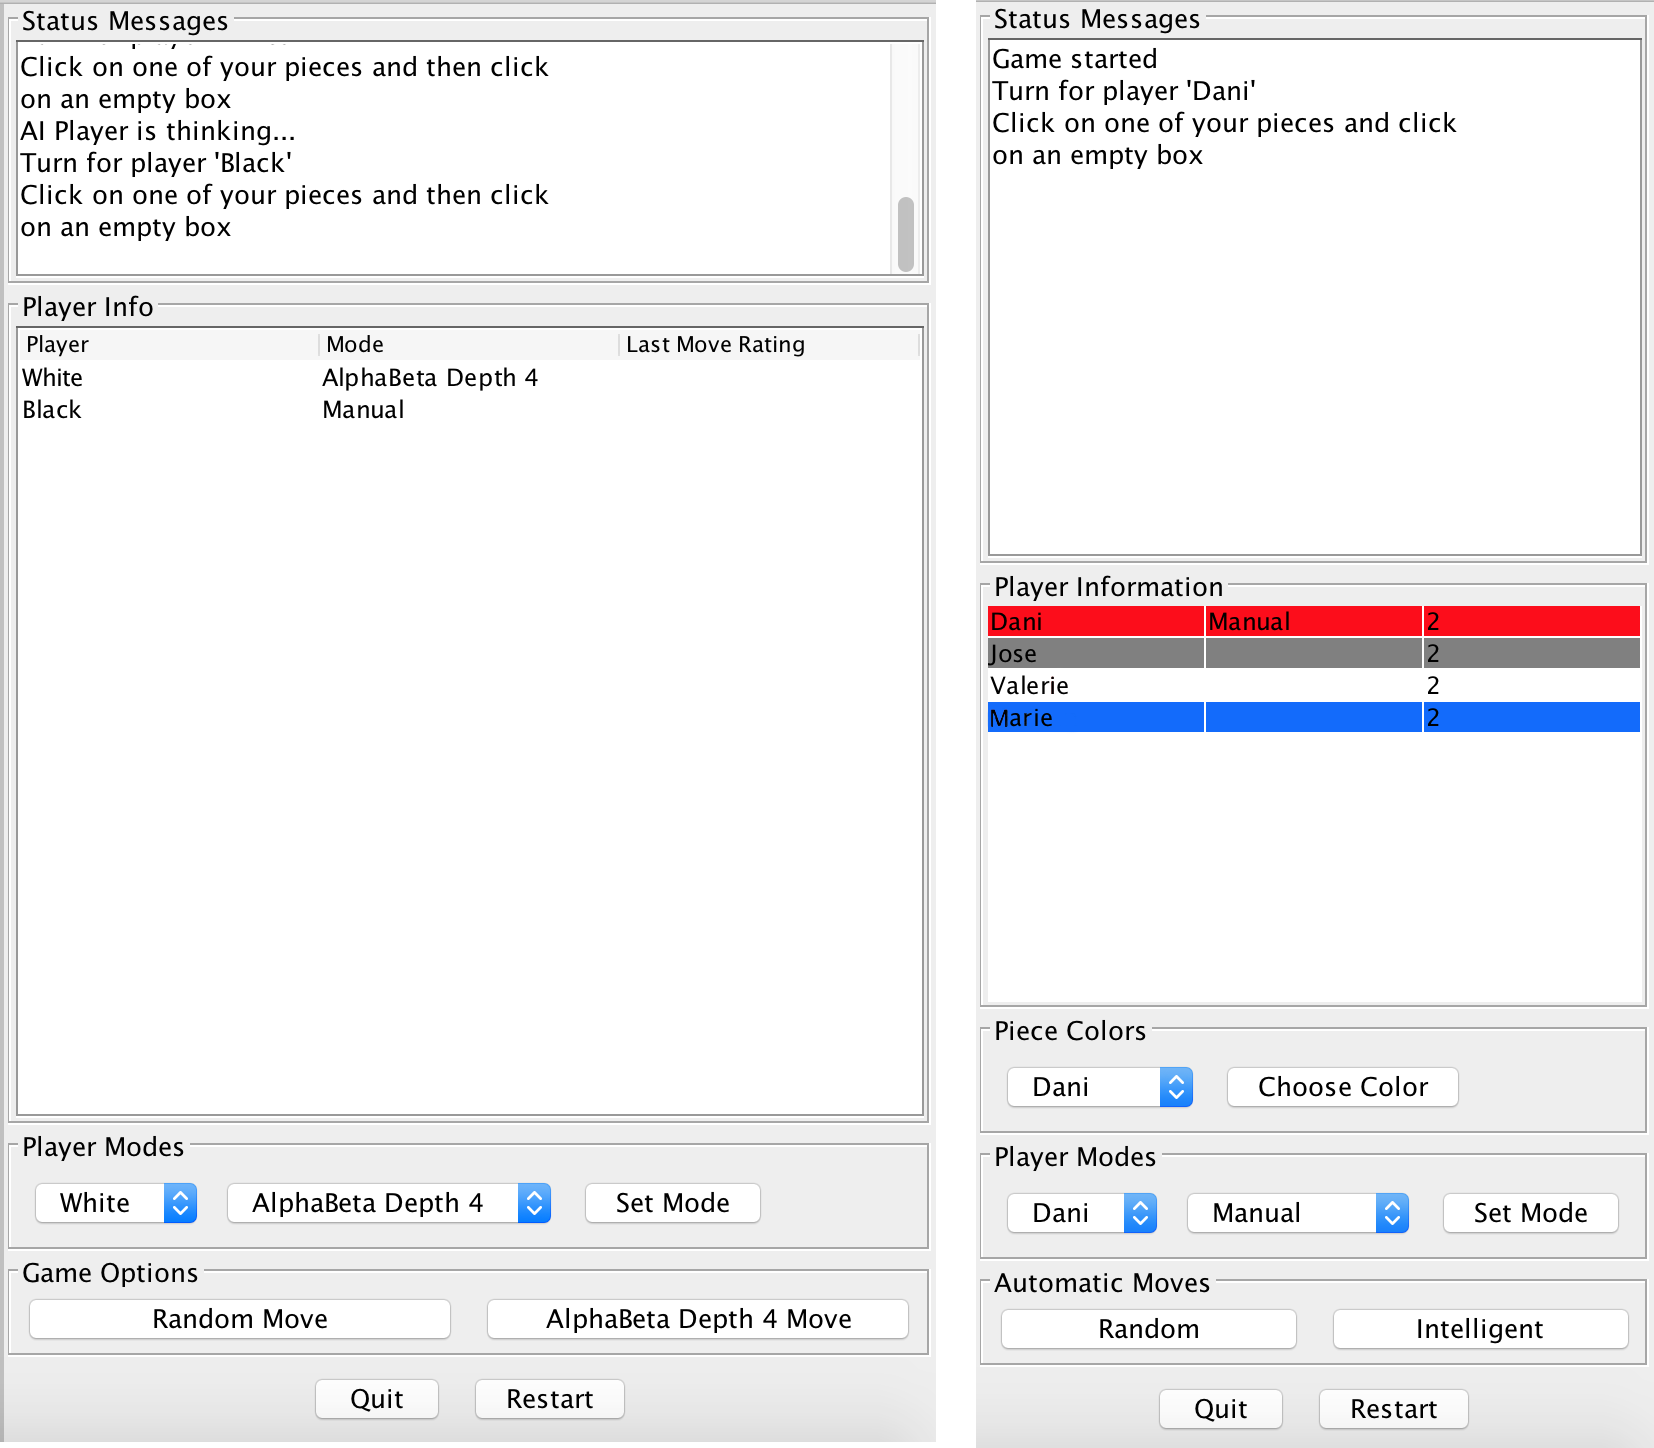 Status Messages
Click on one of your pieces and then click
on an empty box
AI Player is thinking...
Turn for player 'Black'
Click on one of your pieces and then click
on an empty box
Player Info
Player Mode Last Move Rating
White AlphaBeta Depth 4
Black Manual
Player Modes
White AlphaBeta Depth 4 Set Mode
Game Options
Random Move AlphaBeta Depth 4 Move
Quit Restart
Status Messages
Game started
Turn for player 'Dani'
Click on one of your pieces and click
on an empty box
Player Information
Dani Manual 2
Jose 2
Valerie 2
Marie 2
Piece Colors
Dani Choose Color
Player Modes
Dani Manual Set Mode
Automatic Moves
Random Intelligent
Quit Restart